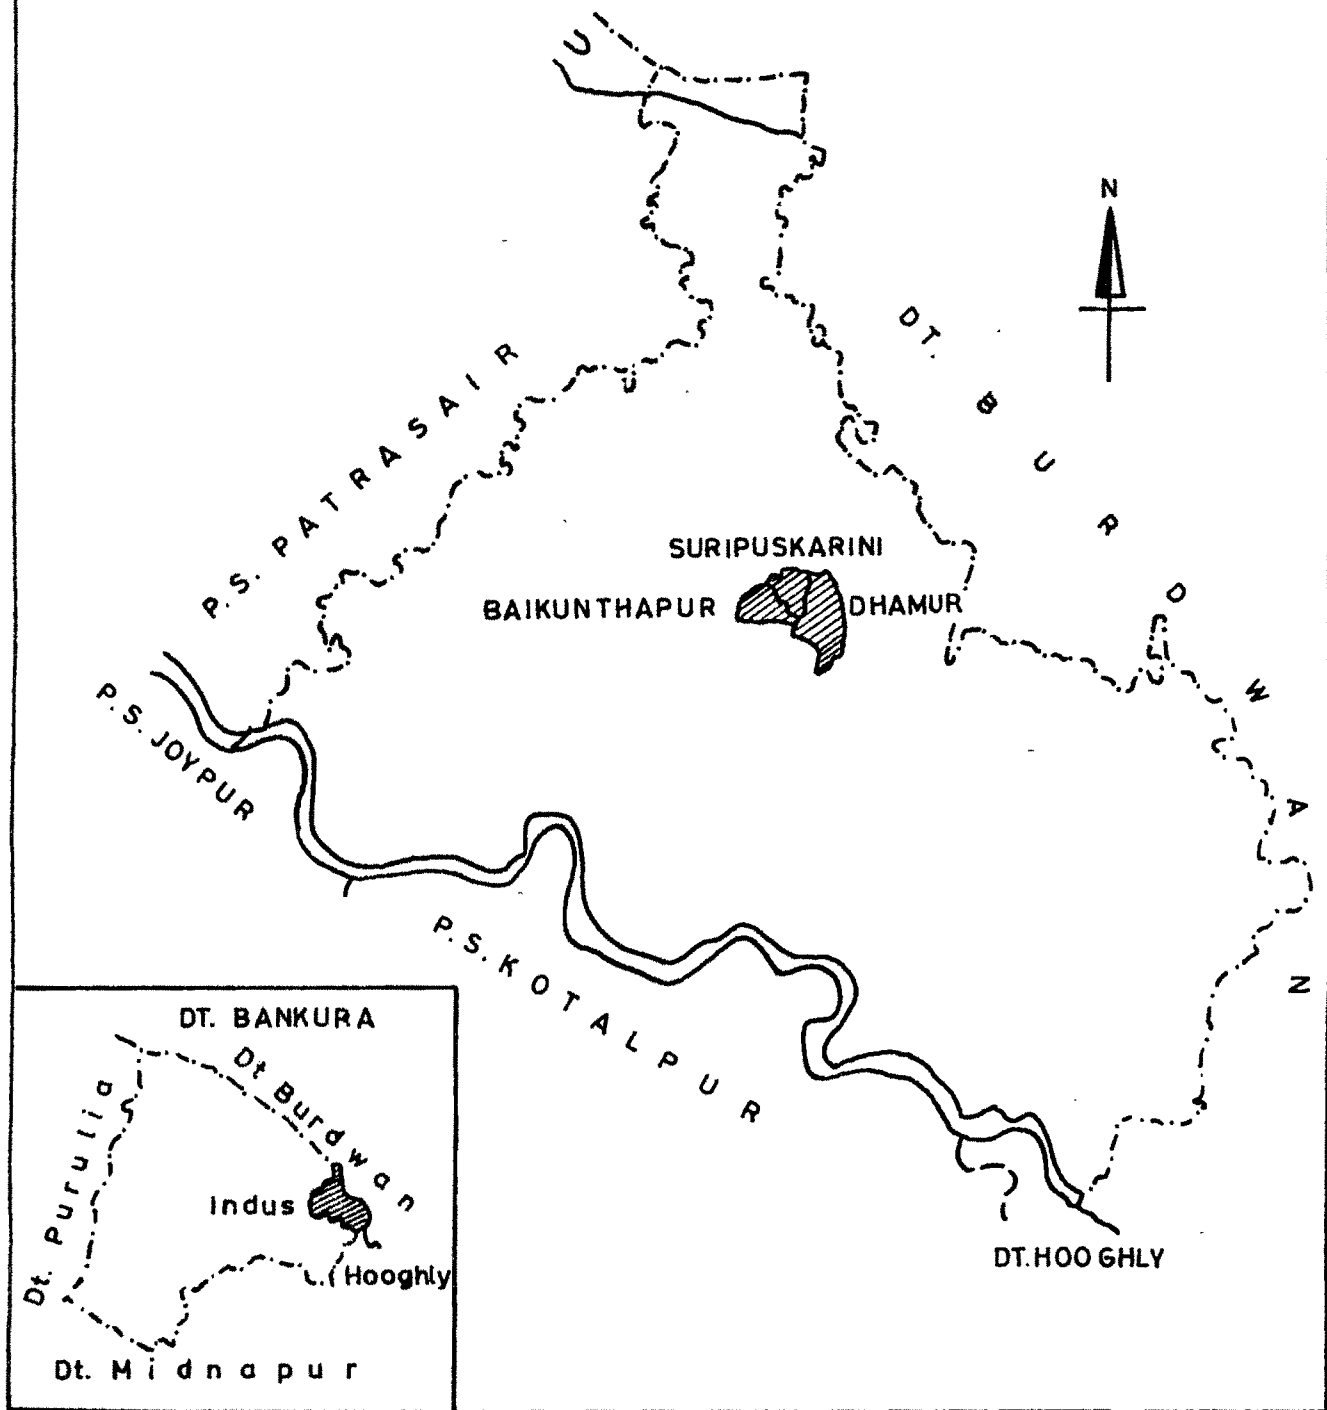 N
DT. BURDWAN
P.S. PATRASAIR
SURIPUSKARINI
BAIKUNTHAPUR
DHAMUR
P.S. JOYPUR
P.S. KOTALPUR
DT. HOOGHLY
DT. BANKURA
Dt Burdwan
Dt. Purulia
Indus
Hooghly
Dt. Midnapur